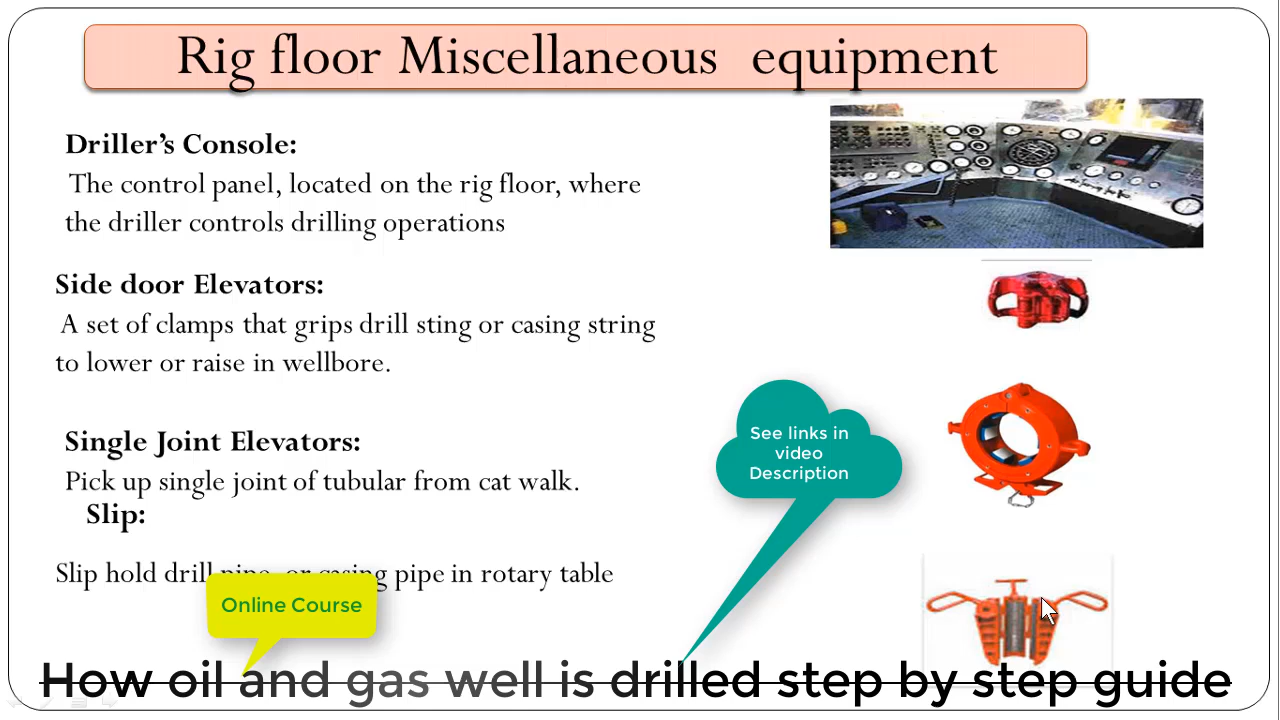 Rig floor Miscellaneous equipment
Driller’s Console:
The control panel, located on the rig floor, where
the driller controls drilling operations
Side door Elevators:
A set of clamps that grips drill sting or casing string
to lower or raise in wellbore.
Single Joint Elevators:
Pick up single joint of tubular from cat walk.
Slip:
Slip hold drill pipe or casing pipe in rotary table
See links in
video
Description
Online Course
How oil and gas well is drilled step by step guide